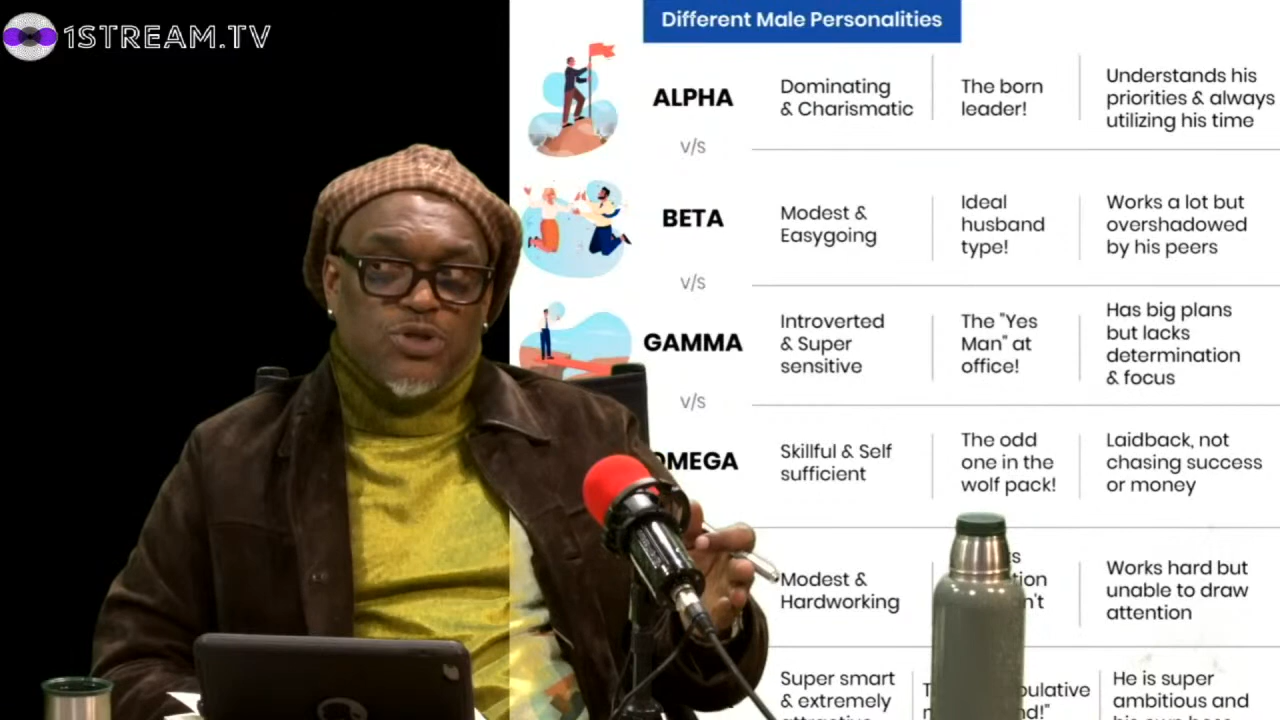 1STREAM.TV
Different Male Personalities
ALPHA
Dominating
& Charismatic
The born
leader!
Understands his
priorities & always
utilizing his time
v/s
BETA
Modest &
Easygoing
Ideal
husband
type!
Works a lot but
overshadowed
by his peers
v/s
GAMMA
Introverted
& Super
sensitive
The "Yes
Man" at
office!
Has big plans
but lacks
determination
& focus
v/s
OMEGA
Skillful & Self
sufficient
The odd
one in the
wolf pack!
Laidback, not
chasing success
or money
Modest &
Hardworking
Works hard but
unable to draw
attention
Super smart
& extremely
He is super
ambitious and